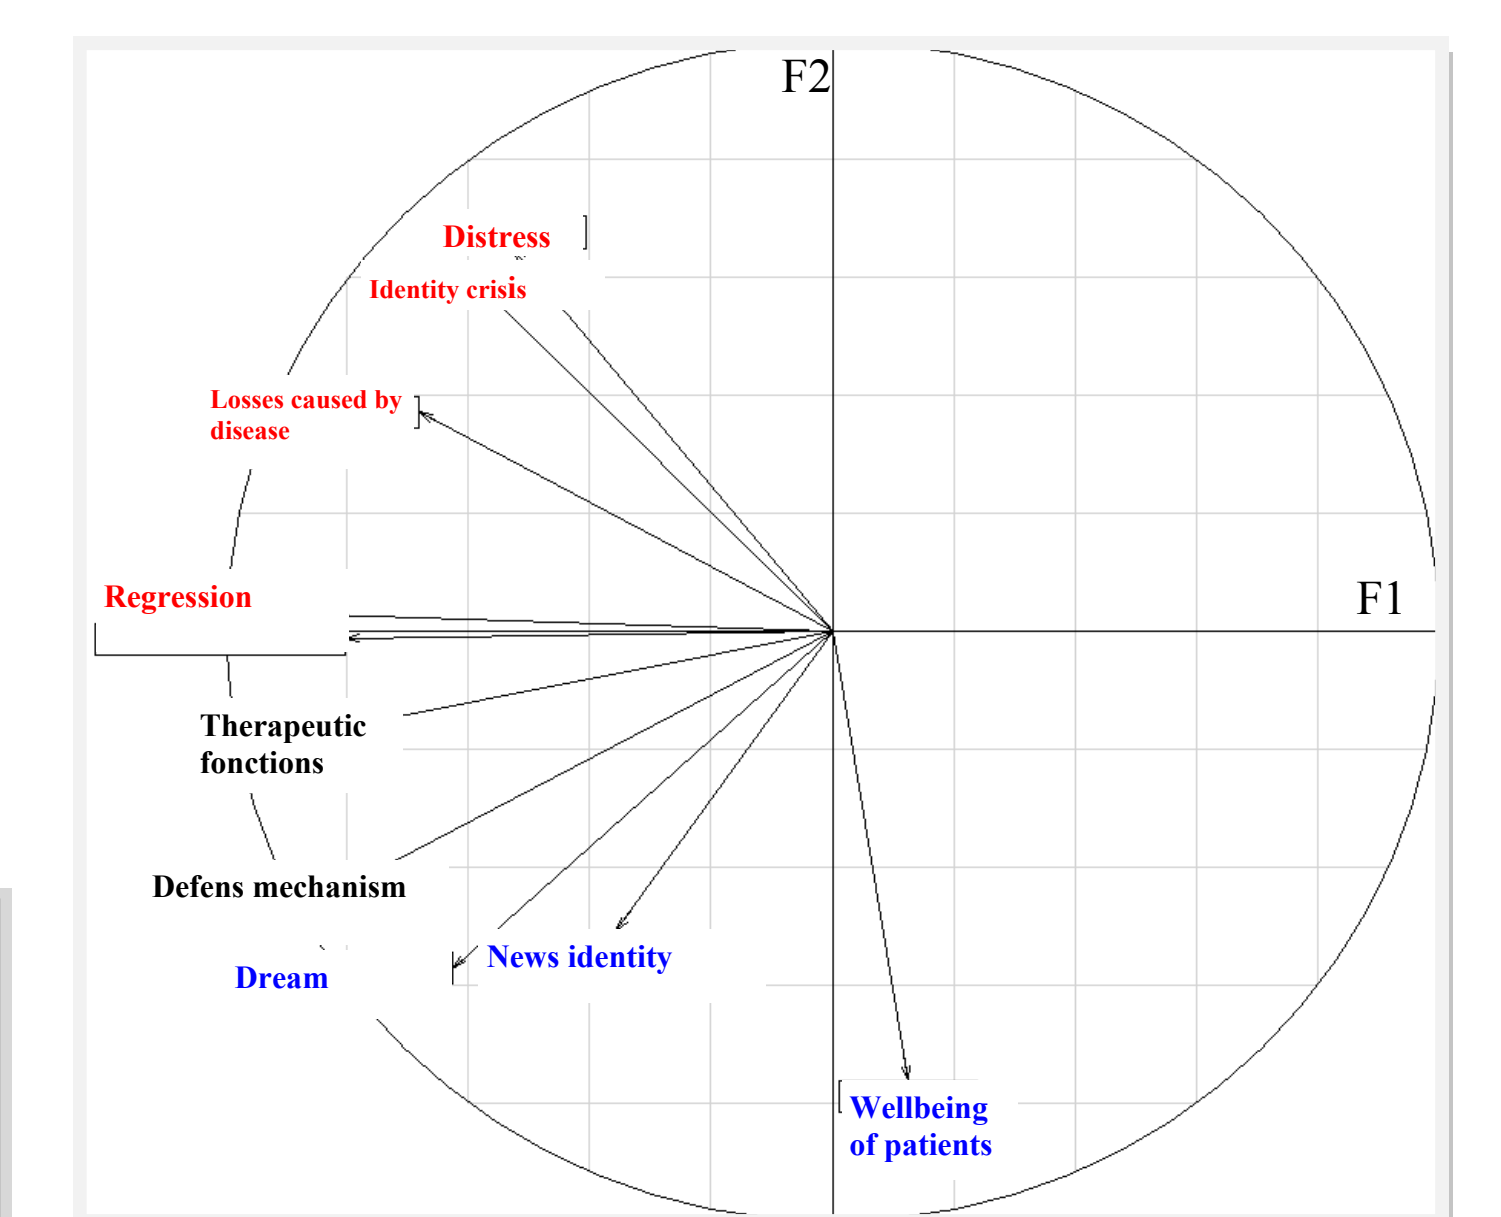 F2
Distress
Identity crisis
Losses caused by
disease
Regression
F1
Therapeutic
fonctions
Defens mechanism
News identity
Dream
Wellbeing
of patients